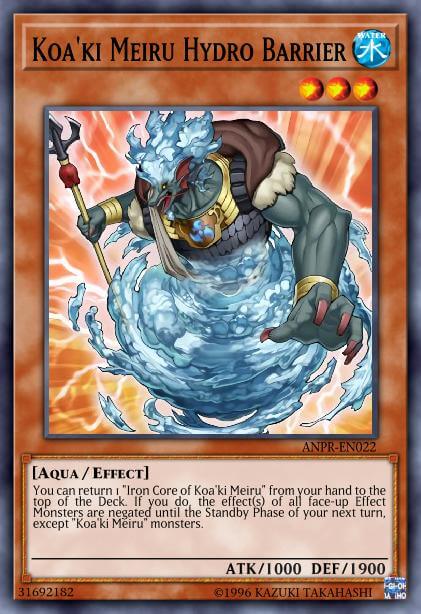 Koa'ki Meiru Hydro Barrier
WATER
水
ANPR-EN022
[Aqua / Effect]
You can return 1 "Iron Core of Koa'ki Meiru" from your hand to the
top of the Deck. If you do, the effect(s) of all face-up Effect
Monsters are negated until the Standby Phase of your next turn,
except "Koa'ki Meiru" monsters.
ATK/1000 DEF/1900
31692182
©1996 KAZUKI TAKAHASHI